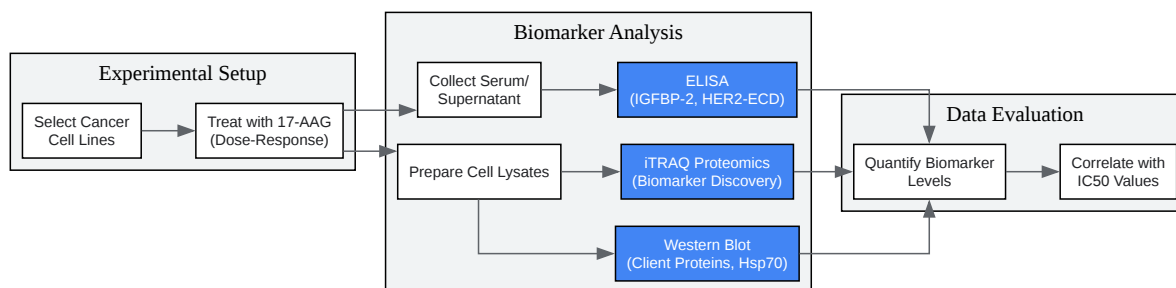 Experimental Setup
Select Cancer
Cell Lines
Treat with 17-AAG
(Dose-Response)
Biomarker Analysis
Collect Serum/
Supernatant
ELISA
(IGFBP-2, HER2-ECD)
Prepare Cell Lysates
iTRAQ Proteomics
(Biomarker Discovery)
Western Blot
(Client Proteins, Hsp70)
Data Evaluation
Quantify Biomarker
Levels
Correlate with
IC50 Values